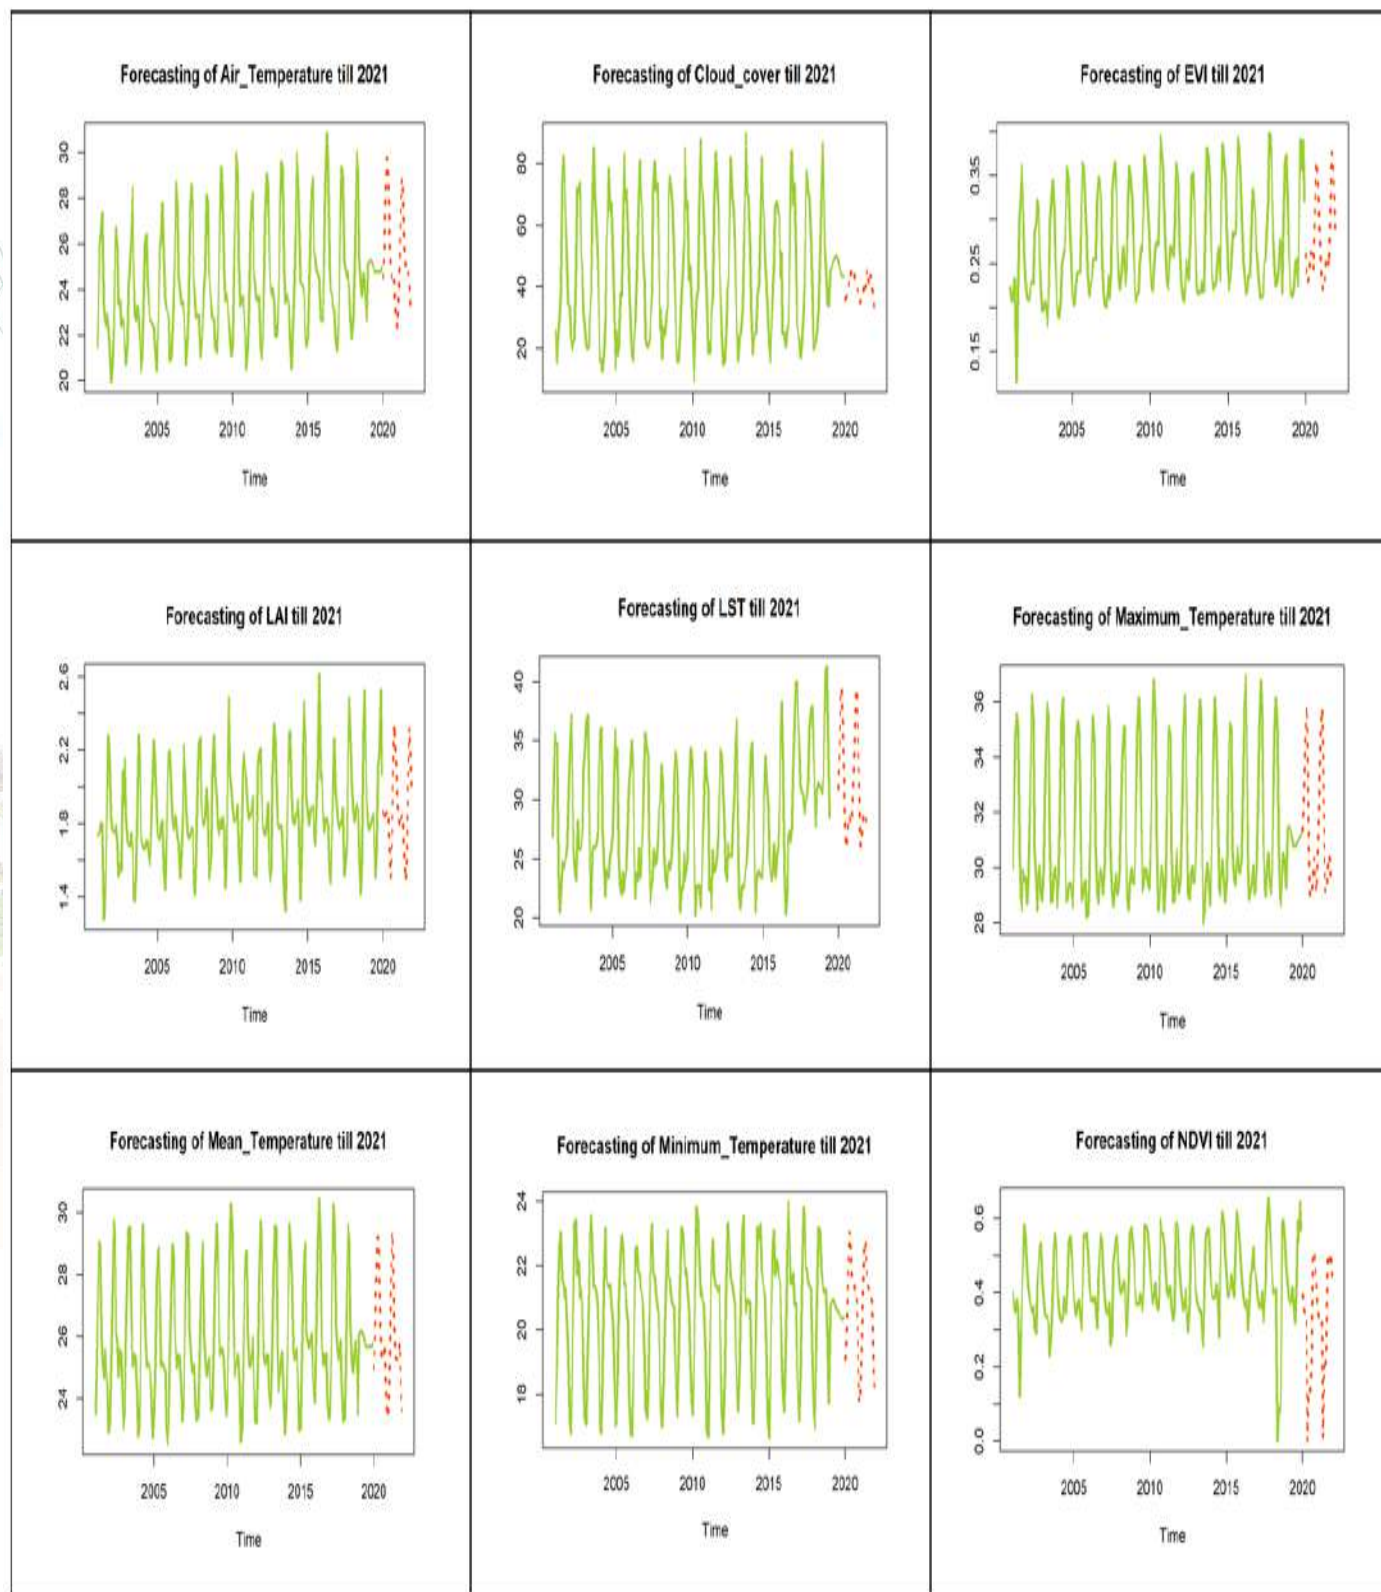 Forecasting of Air_Temperature till 2021
30
28
26
24
22
20
2005 2010 2015 2020
Time
Forecasting of Cloud_cover till 2021
80
60
40
20
2005 2010 2015 2020
Time
Forecasting of EVI till 2021
0.35
0.25
0.15
2005 2010 2015 2020
Time
Forecasting of LAI till 2021
2.6
2.2
1.8
1.4
2005 2010 2015 2020
Time
Forecasting of LST till 2021
40
35
30
25
20
2005 2010 2015 2020
Time
Forecasting of Maximum_Temperature till 2021
36
34
32
30
28
2005 2010 2015 2020
Time
Forecasting of Mean_Temperature till 2021
30
28
26
24
2005 2010 2015 2020
Time
Forecasting of Minimum_Temperature till 2021
24
22
20
18
2005 2010 2015 2020
Time
Forecasting of NDVI till 2021
0.6
0.4
0.2
0.0
2005 2010 2015 2020
Time